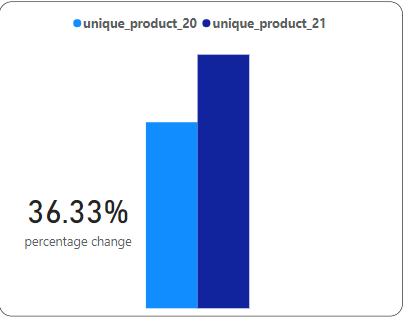 unique_product_20 unique_product_21
36.33%
percentage change